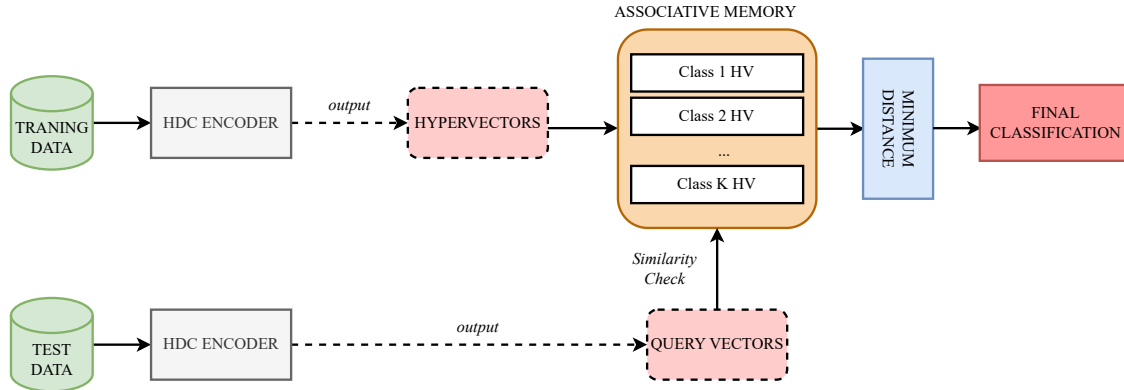 ASSOCIATIVE MEMORY
TRANING
DATA
HDC ENCODER
output
HYPERVECTORS
Class 1 HV
Class 2 HV
...
Class K HV
MINIMUM
DISTANCE
FINAL
CLASSIFICATION
Similarity
Check
TEST
DATA
HDC ENCODER
output
QUERY VECTORS